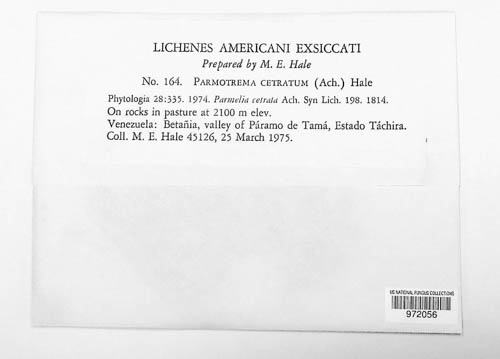 LICHENES AMERICANI EXSICCATI
Prepared by M. E. Hale
No. 164. PARMOTREMA CETRATUM (Ach.) Hale
Phytologia 28:335. 1974. Parmelia cetrata Ach. Syn Lich. 198. 1814.
On rocks in pasture at 2100 m elev.
Venezuela: Betañia, valley of Páramo de Tamá, Estado Táchira.
Coll. M. E. Hale 45126, 25 March 1975.
US NATIONAL FUNGUS COLLECTIONS
972056